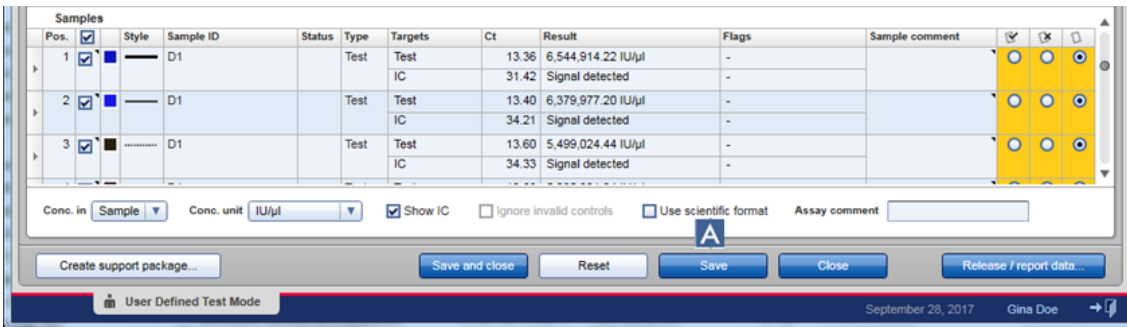 Samples
Pos. Style Sample ID Status Type Targets Ct Result Flags Sample comment
1 D1 Test Test 13.36 6,544,914.22 IU/µl -
IC 31.42 Signal detected -
2 D1 Test Test 13.40 6,379,977.20 IU/µl -
IC 34.21 Signal detected -
3 D1 Test Test 13.60 5,499,024.44 IU/µl -
IC 34.33 Signal detected -
Conc. in Sample Conc. unit IU/µl Show IC Ignore invalid controls Use scientific format Assay comment
A
Create support package... Save and close Reset Save Close Release / report data...
User Defined Test Mode
September 28, 2017 Gina Doe